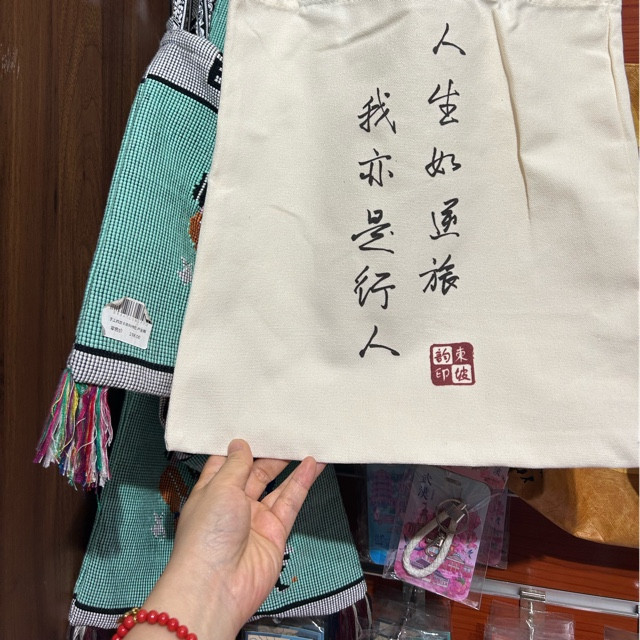 人生如逆旅
我亦是行人
東坡
韵印